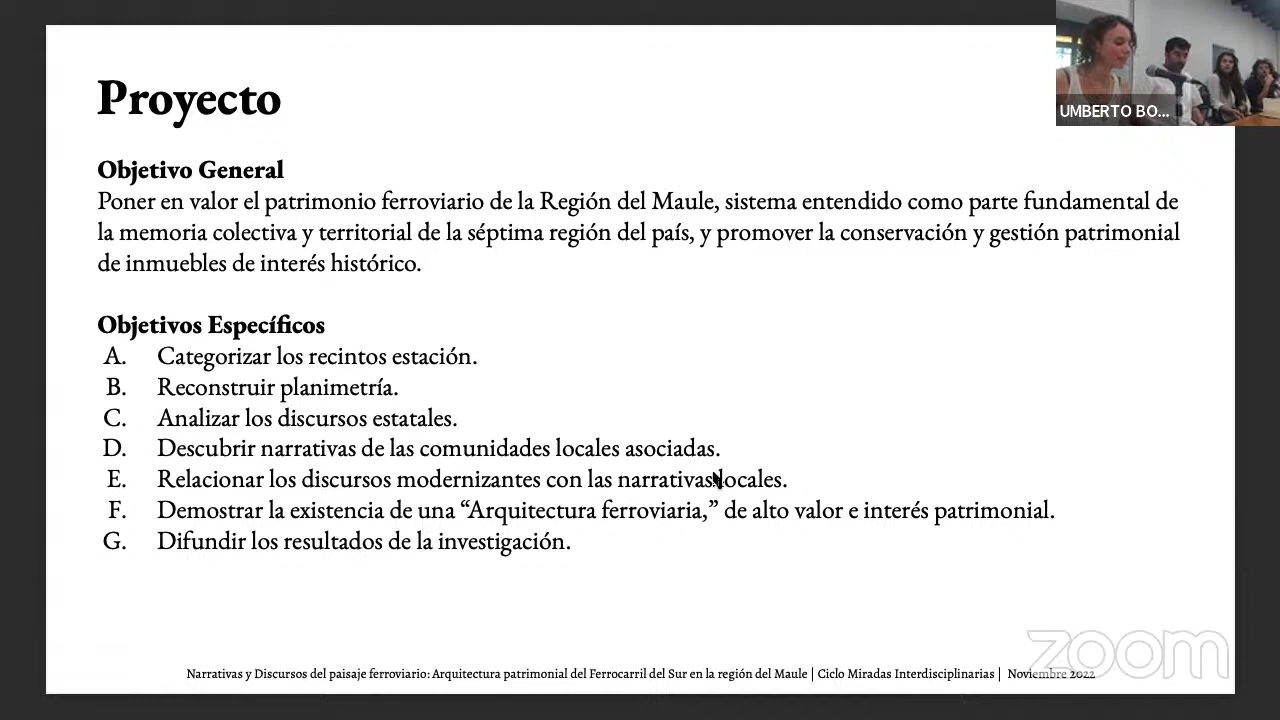 Proyecto
UMBERTO BO...
Objetivo General
Poner en valor el patrimonio ferroviario de la Región del Maule, sistema entendido como parte fundamental de
la memoria colectiva y territorial de la séptima región del país, y promover la conservación y gestión patrimonial
de inmuebles de interés histórico.
Objetivos Específicos
A. Categorizar los recintos estación.
B. Reconstruir planimetría.
C. Analizar los discursos estatales.
D. Descubrir narrativas de las comunidades locales asociadas.
E. Relacionar los discursos modernizantes con las narrativas locales.
F. Demostrar la existencia de una “Arquitectura ferroviaria,” de alto valor e interés patrimonial.
G. Difundir los resultados de la investigación.
zoom
Narrativas y Discursos del paisaje ferroviario: Arquitectura patrimonial del Ferrocarril del Sur en la región del Maule | Ciclo Miradas Interdisciplinarias | Noviembre 2022